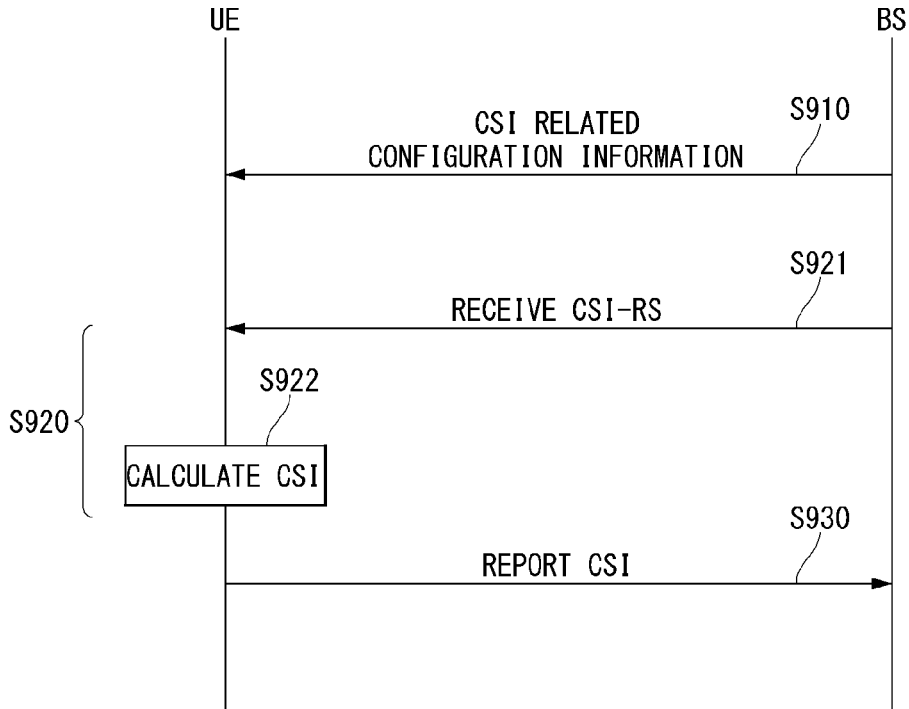 UE
BS
S910
CSI RELATED
CONFIGURATION INFORMATION
S921
RECEIVE CSI-RS
S922
S920
CALCULATE CSI
S930
REPORT CSI